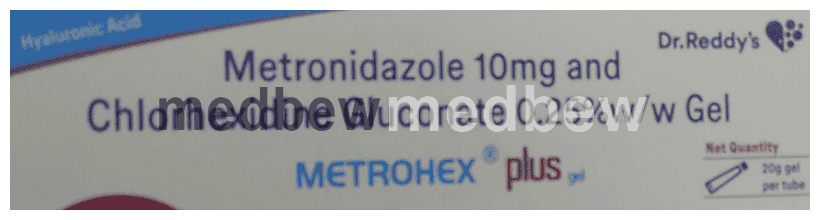 Hyaluronic Acid
Dr.Reddy's
Metronidazole 10mg and
Chlorhexidine Gluconate 0.25%w/w Gel
medbew medbew
METROHEX® plus gel
Net Quantity
20g gel
per tube